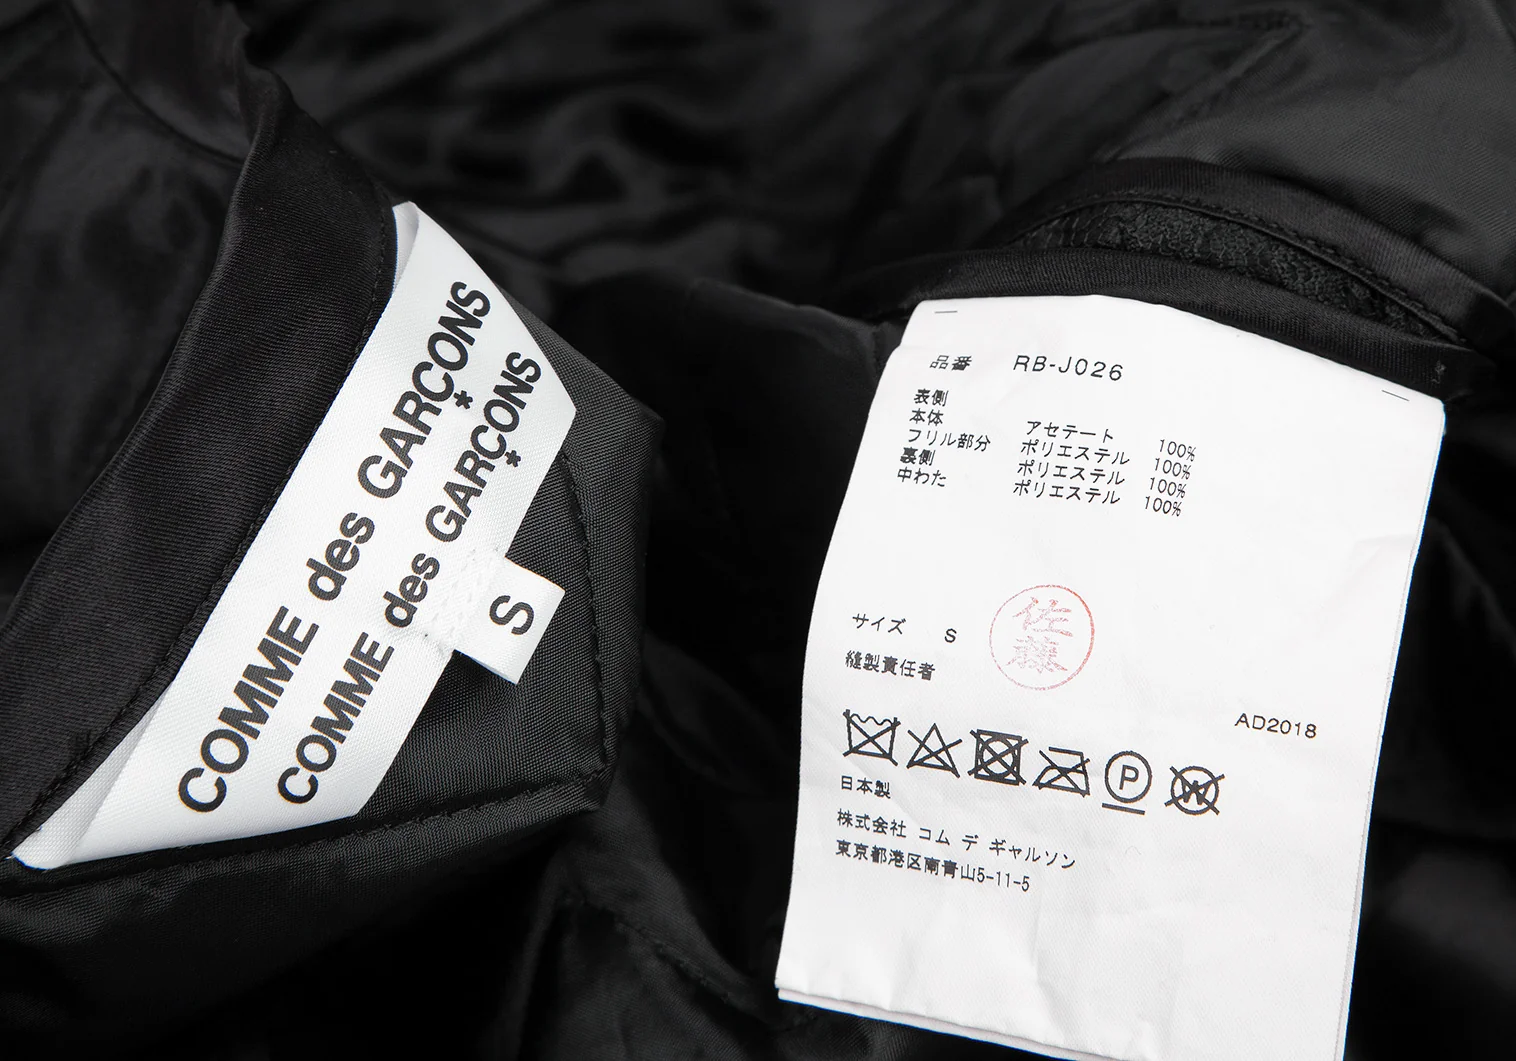 COMME des GARÇONS*
COMME des GARÇONS*
S
品番 RB-J026
表側
本体 アセテート 100%
フリル部分 ポリエステル 100%
裏側 ポリエステル 100%
中わた ポリエステル 100%
サイズ S
佐藤
縫製責任者
AD2018
P
W
日本製
株式会社 コム デ ギャルソン
東京都港区南青山5-11-5